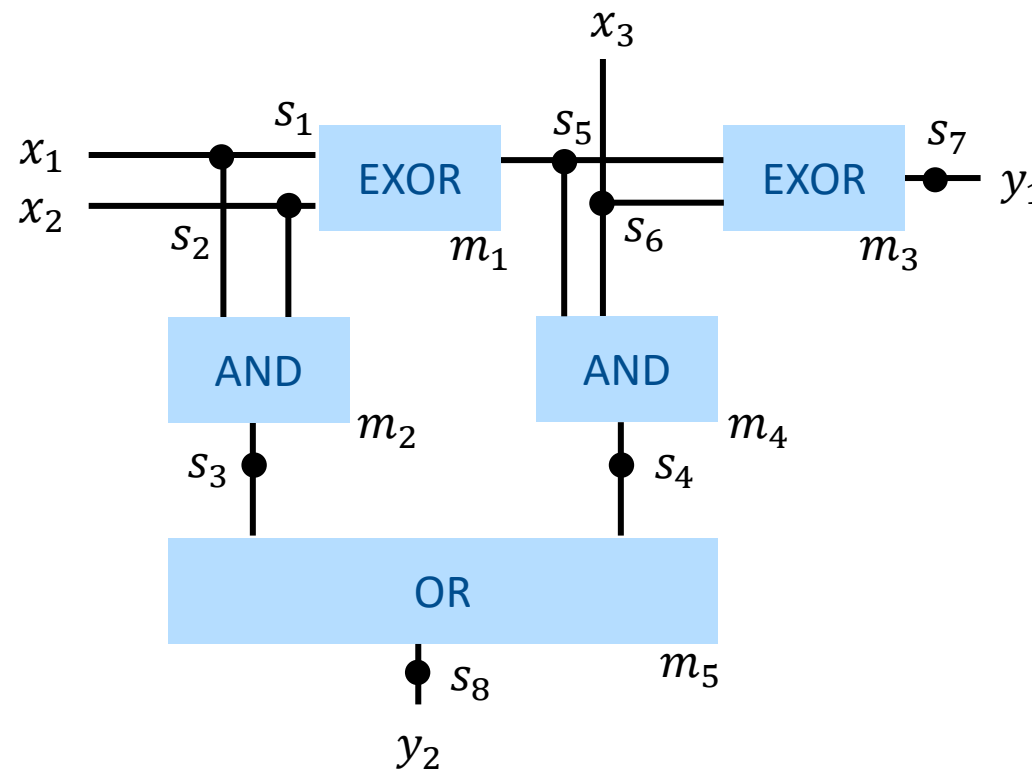 x₃
s₁
x₁
EXOR
s₅
EXOR
s₇
y₁
x₂
s₂
m₁
s₆
m₃
AND
m₂
AND
m₄
s₃
s₄
OR
m₅
s₈
y₂